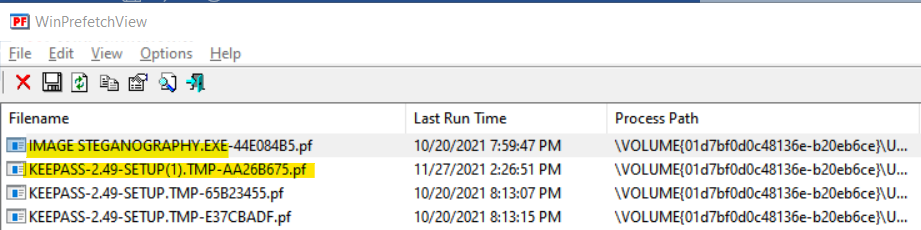 PF WinPrefetchView
File Edit View Options Help
Filename Last Run Time Process Path
IMAGE STEGANOGRAPHY.EXE-44E084B5.pf 10/20/2021 7:59:47 PM \VOLUME{01d7bf0d0c48136e-b20eb6ce}\U...
KEEPASS-2.49-SETUP(1).TMP-AA26B675.pf 11/27/2021 2:26:51 PM \VOLUME{01d7bf0d0c48136e-b20eb6ce}\U...
KEEPASS-2.49-SETUP.TMP-65B23455.pf 10/20/2021 8:13:07 PM \VOLUME{01d7bf0d0c48136e-b20eb6ce}\U...
KEEPASS-2.49-SETUP.TMP-E37CBADF.pf 10/20/2021 8:13:15 PM \VOLUME{01d7bf0d0c48136e-b20eb6ce}\U...